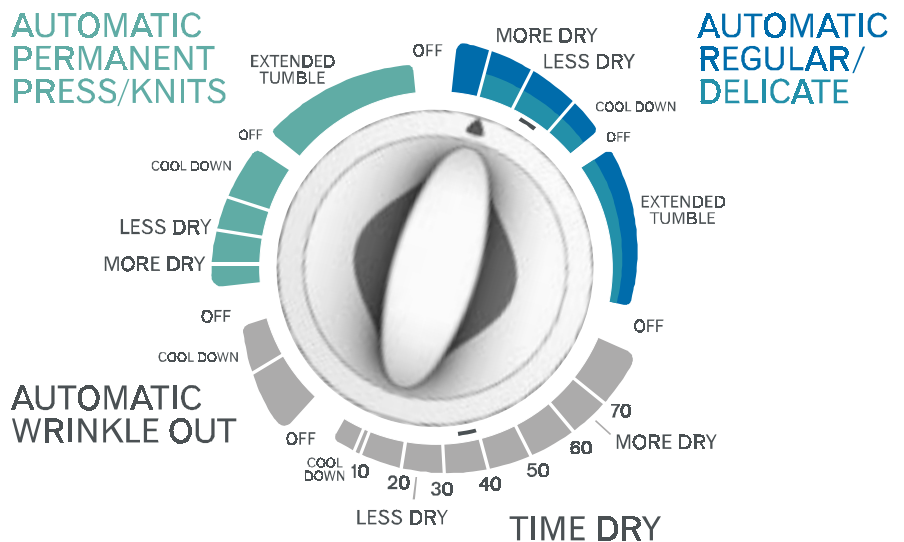 AUTOMATIC
PERMANENT
PRESS/KNITS
EXTENDED
TUMBLE
OFF
COOL DOWN
LESS DRY
MORE DRY
OFF
MORE DRY
LESS DRY
COOL DOWN
OFF
EXTENDED
TUMBLE
AUTOMATIC
REGULAR/
DELICATE
OFF
COOL DOWN
AUTOMATIC
WRINKLE OUT
OFF
OFF
COOL
DOWN
10
20
30
40
50
60
70
LESS DRY
MORE DRY
TIME DRY